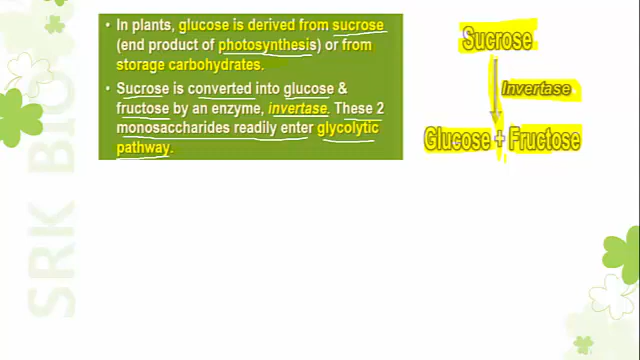 • In plants, glucose is derived from sucrose
(end product of photosynthesis) or from
storage carbohydrates.
• Sucrose is converted into glucose &
fructose by an enzyme, invertase. These 2
monosaccharides readily enter glycolytic
pathway.
Sucrose
Invertase
Glucose + Fructose
SRK BIO